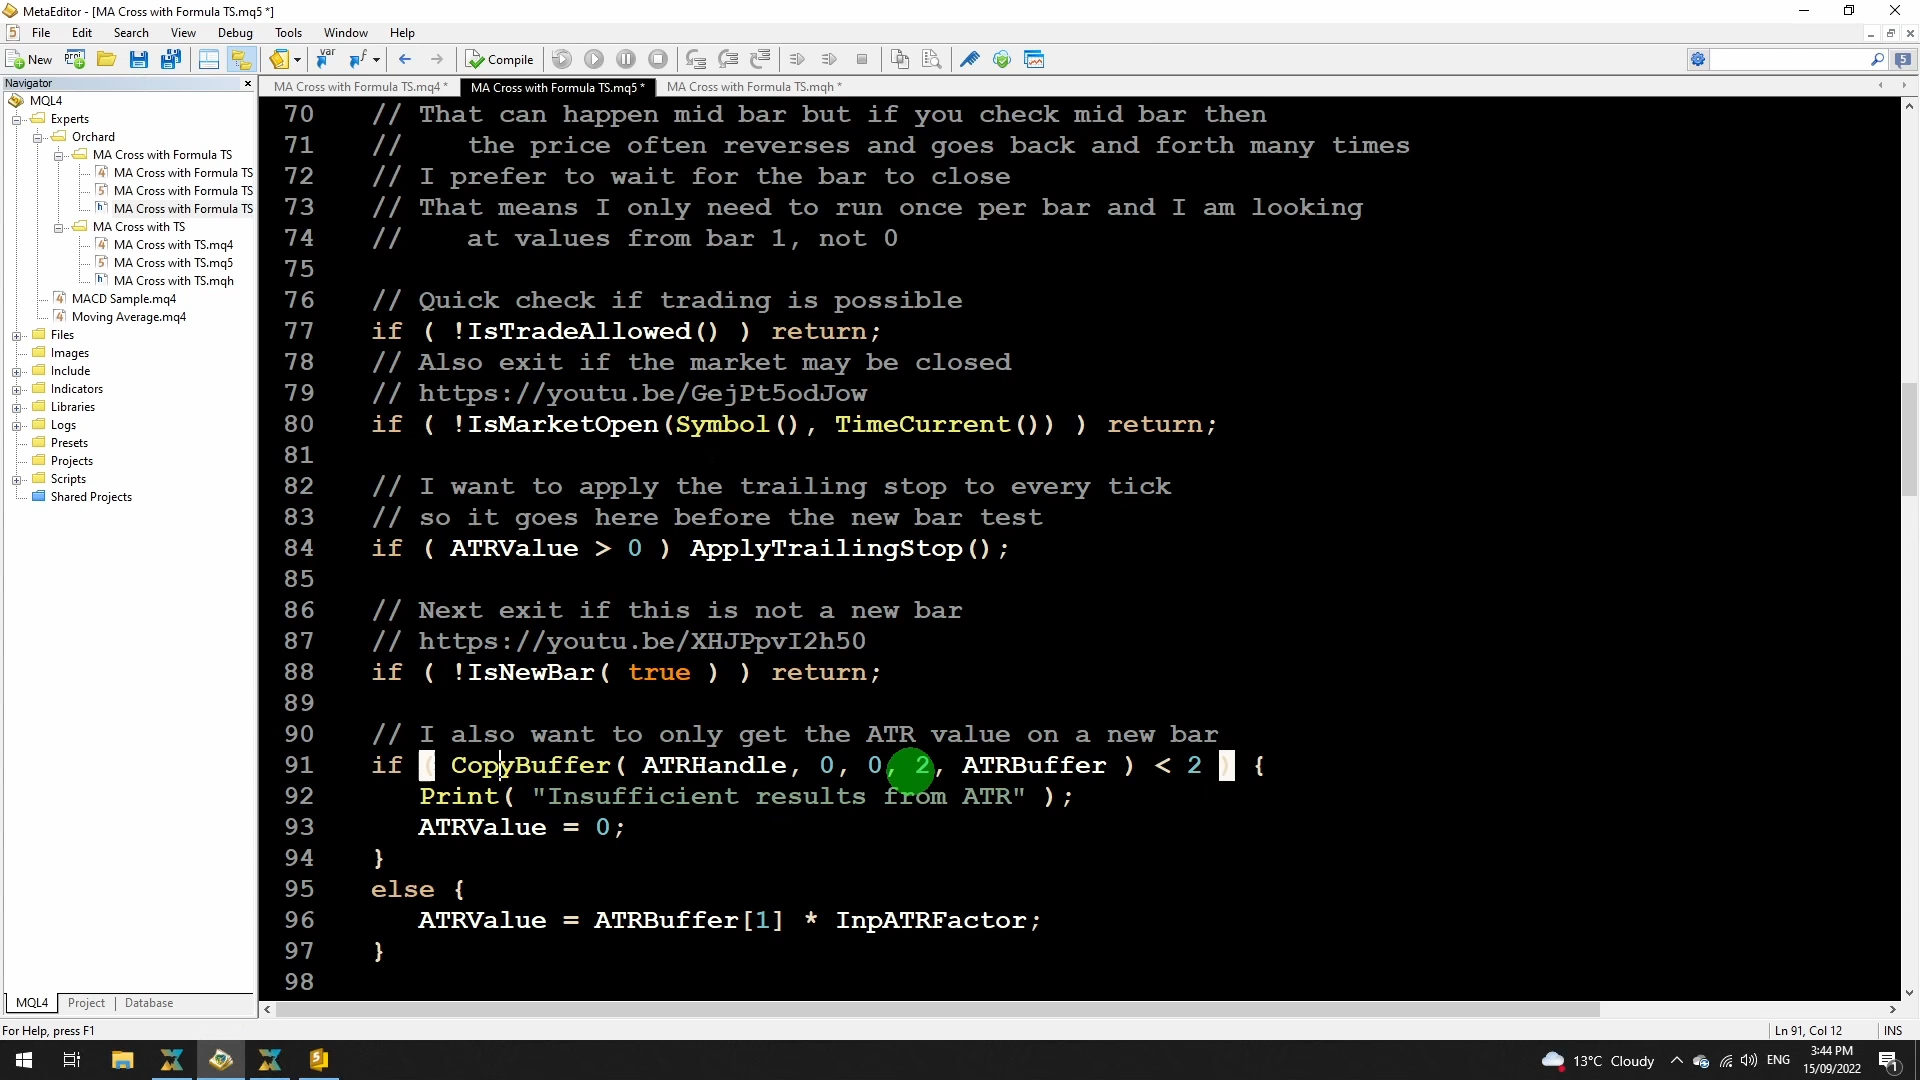 MetaEditor - [MA Cross with Formula TS.mq5 *]
File Edit Search View Debug Tools Window Help
New Compile
Navigator
MA Cross with Formula TS.mq4 * MA Cross with Formula TS.mq5 * MA Cross with Formula TS.mqh *
MQL4
Experts
Orchard
MA Cross with Formula TS
MA Cross with Formula TS
MA Cross with Formula TS
MA Cross with Formula TS
MA Cross with TS
MA Cross with TS.mq4
MA Cross with TS.mq5
MA Cross with TS.mqh
MACD Sample.mq4
Moving Average.mq4
Files
Images
Include
Indicators
Libraries
Logs
Presets
Projects
Scripts
Shared Projects
MQL4 Project Database
70 // That can happen mid bar but if you check mid bar then
71 // the price often reverses and goes back and forth many times
72 // I prefer to wait for the bar to close
73 // That means I only need to run once per bar and I am looking
74 // at values from bar 1, not 0
75
76 // Quick check if trading is possible
77 if ( !IsTradeAllowed() ) return;
78 // Also exit if the market may be closed
79 // https://youtu.be/GejPt5odJow
80 if ( !IsMarketOpen(Symbol(), TimeCurrent()) ) return;
81
82 // I want to apply the trailing stop to every tick
83 // so it goes here before the new bar test
84 if ( ATRValue > 0 ) ApplyTrailingStop();
85
86 // Next exit if this is not a new bar
87 // https://youtu.be/XHJPpvI2h50
88 if ( !IsNewBar( true ) ) return;
89
90 // I also want to only get the ATR value on a new bar
91 if ( CopyBuffer( ATRHandle, 0, 0, 2, ATRBuffer ) < 2 ) {
92 Print( "Insufficient results from ATR" );
93 ATRValue = 0;
94 }
95 else {
96 ATRValue = ATRBuffer[1] * InpATRFactor;
97 }
98
For Help, press F1 Ln 91, Col 12 INS
13°C Cloudy ENG 3:44 PM
15/09/2022